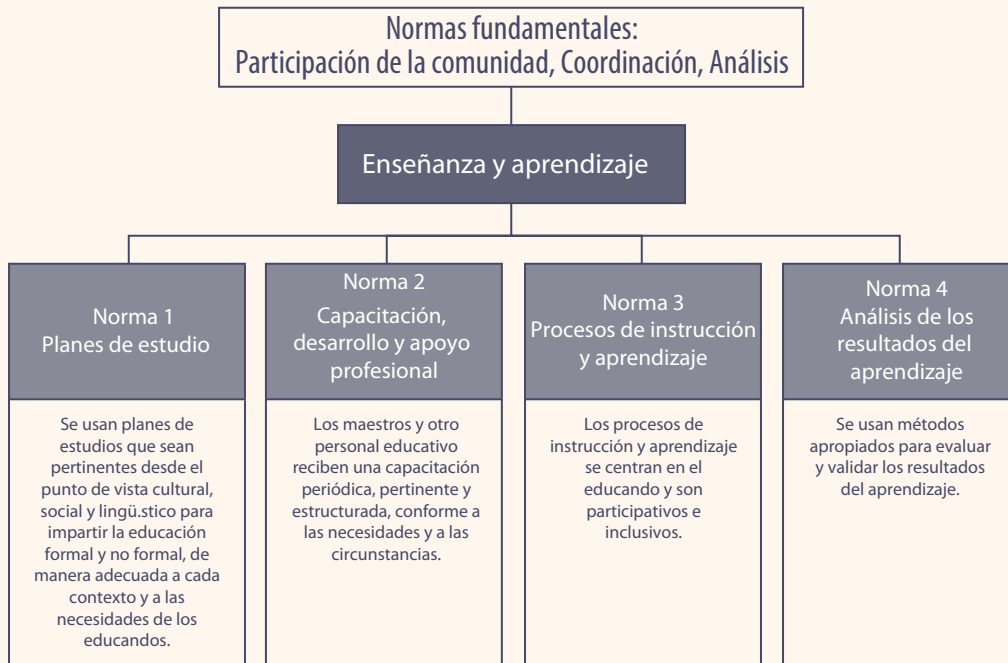 Normas fundamentales:
Participación de la comunidad, Coordinación, Análisis
Enseñanza y aprendizaje
Norma 1
Planes de estudio
Se usan planes de
estudios que sean
pertinentes desde el
punto de vista cultural,
social y lingü.stico para
impartir la educación
formal y no formal, de
manera adecuada a cada
contexto y a las
necesidades de los
educandos.
Norma 2
Capacitación,
desarrollo y apoyo
profesional
Los maestros y otro
personal educativo
reciben una capacitación
periódica, pertinente y
estructurada, conforme a
las necesidades y a las
circunstancias.
Norma 3
Procesos de instrucción
y aprendizaje
Los procesos de
instrucción y aprendizaje
se centran en el
educando y son
participativos e
inclusivos.
Norma 4
Análisis de los
resultados del
aprendizaje
Se usan métodos
apropiados para evaluar
y validar los resultados
del aprendizaje.